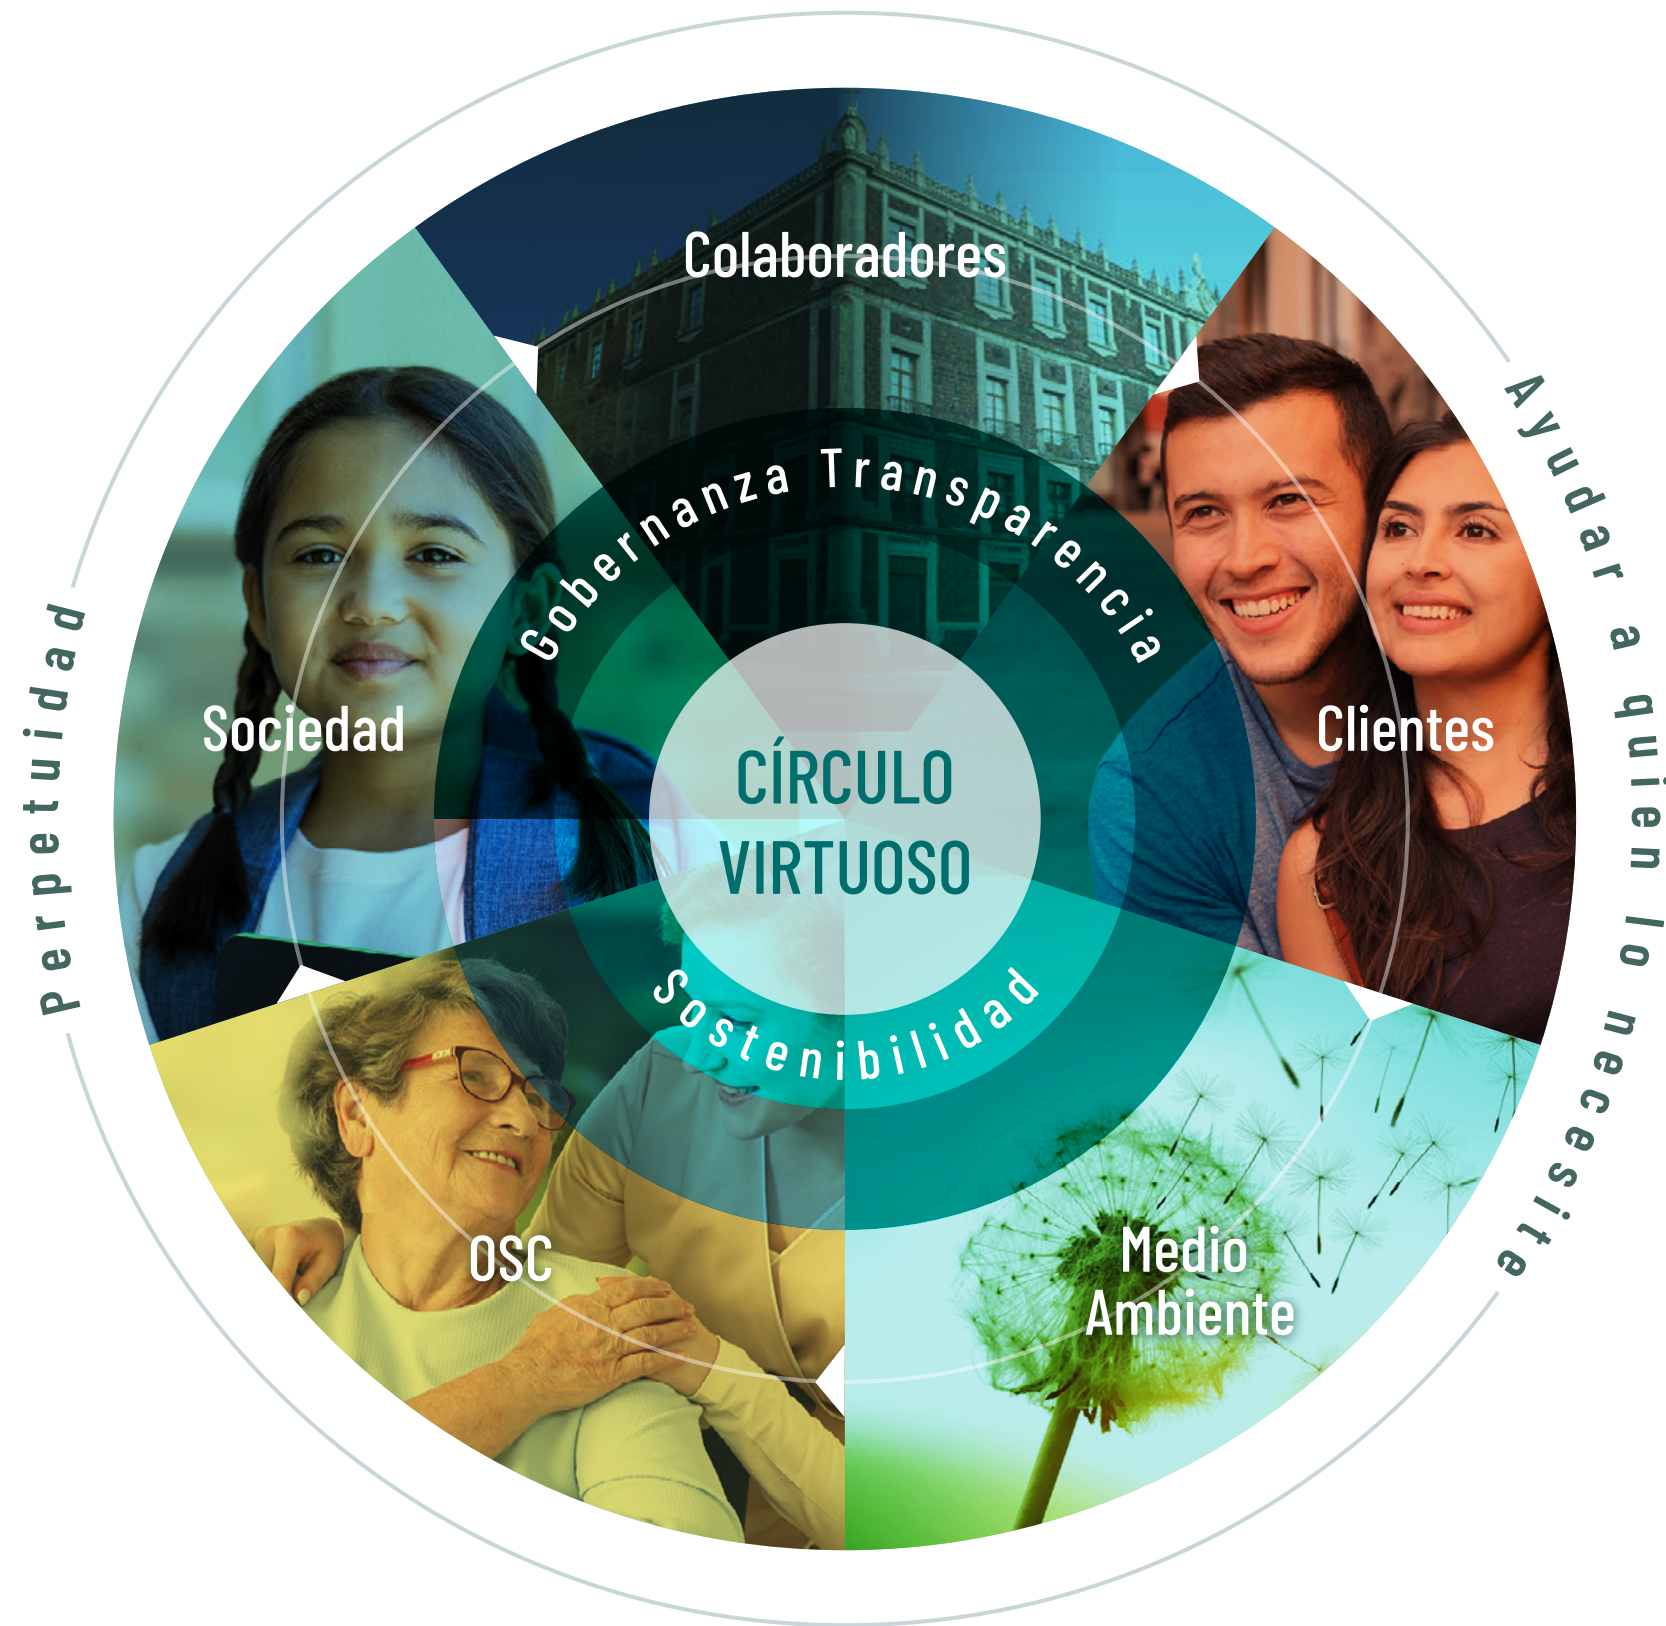 Colaboradores
Gobernanza Transparencia
Sociedad
Clientes
CÍRCULO
VIRTUOSO
Sostenibilidad
OSC
Medio
Ambiente
Perpetuidad
Ayudar a quien lo necesite